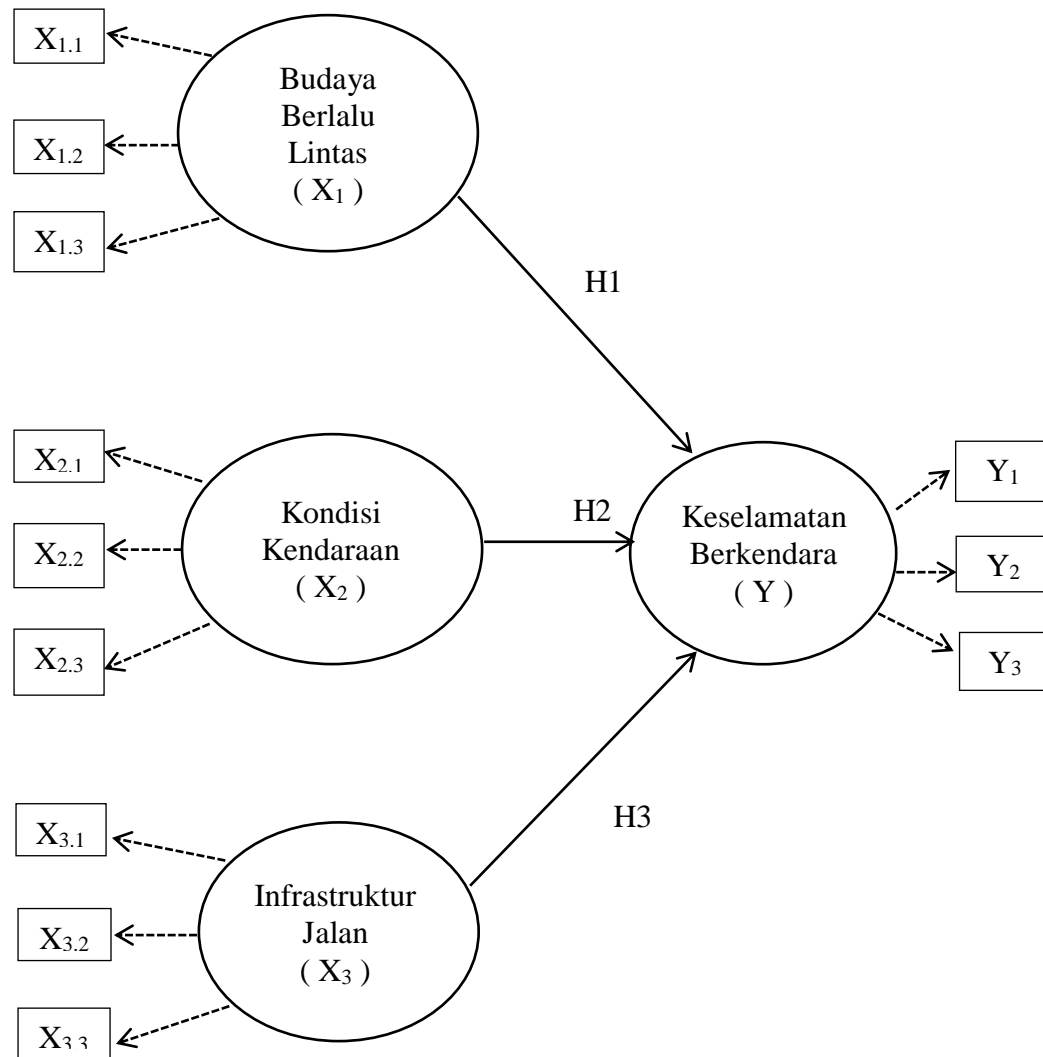 X1.1
X1.2
X1.3
Budaya
Berlalu
Lintas
( X1 )
H1
X2.1
X2.2
X2.3
Kondisi
Kendaraan
( X2 )
H2
Keselamatan
Berkendara
( Y )
Y1
Y2
Y3
H3
X3.1
X3.2
X3.3
Infrastruktur
Jalan
( X3 )